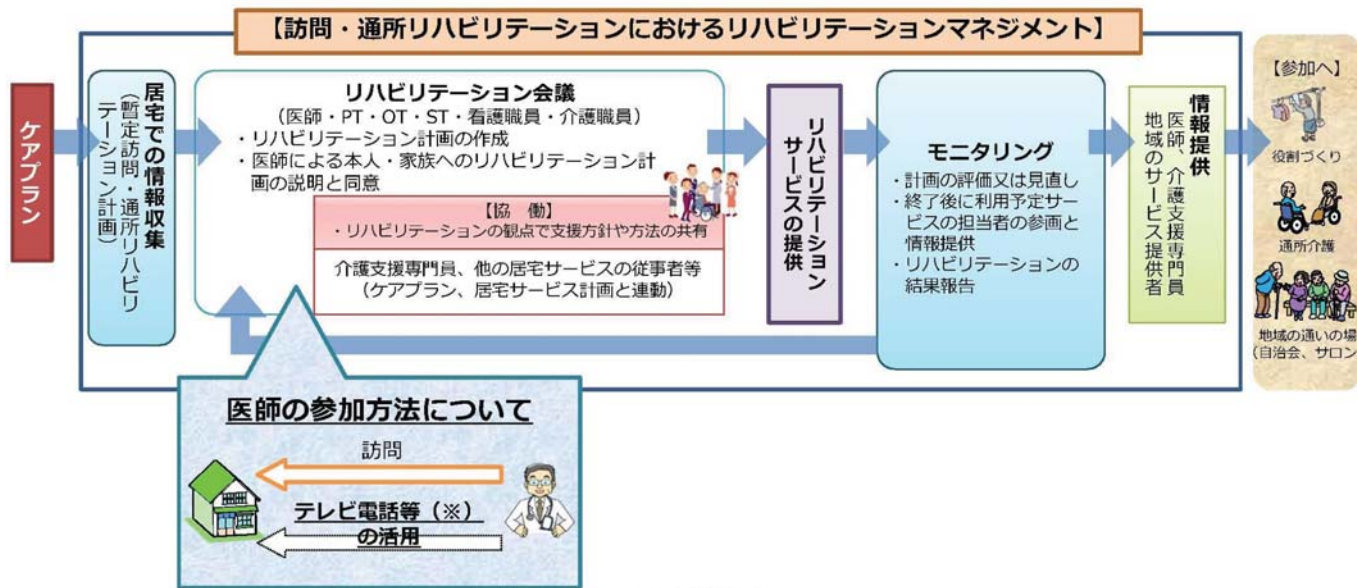 【訪問・通所リハビリテーションにおけるリハビリテーションマネジメント】
ケアプラン
居宅での情報収集
（暫定訪問・通所リハビリ
テーション計画）
リハビリテーション会議
（医師・PT・OT・ST・看護職員・介護職員）
・リハビリテーション計画の作成
・医師による本人・家族へのリハビリテーション計
画の説明と同意
【協　働】
・リハビリテーションの観点で支援方針や方法の共有
介護支援専門員、他の居宅サービスの従事者等
（ケアプラン、居宅サービス計画と連動）
リハビリテーション
サービスの提供
モニタリング
・計画の評価又は見直し
・終了後に利用予定サー
ビスの担当者の参画と
情報提供
・リハビリテーションの
結果報告
情報提供
医師、介護支援専門員
地域のサービス提供者
【参加へ】
役割づくり
通所介護
地域の通いの場
（自治会、サロン
医師の参加方法について
訪問
テレビ電話等（※）
の活用